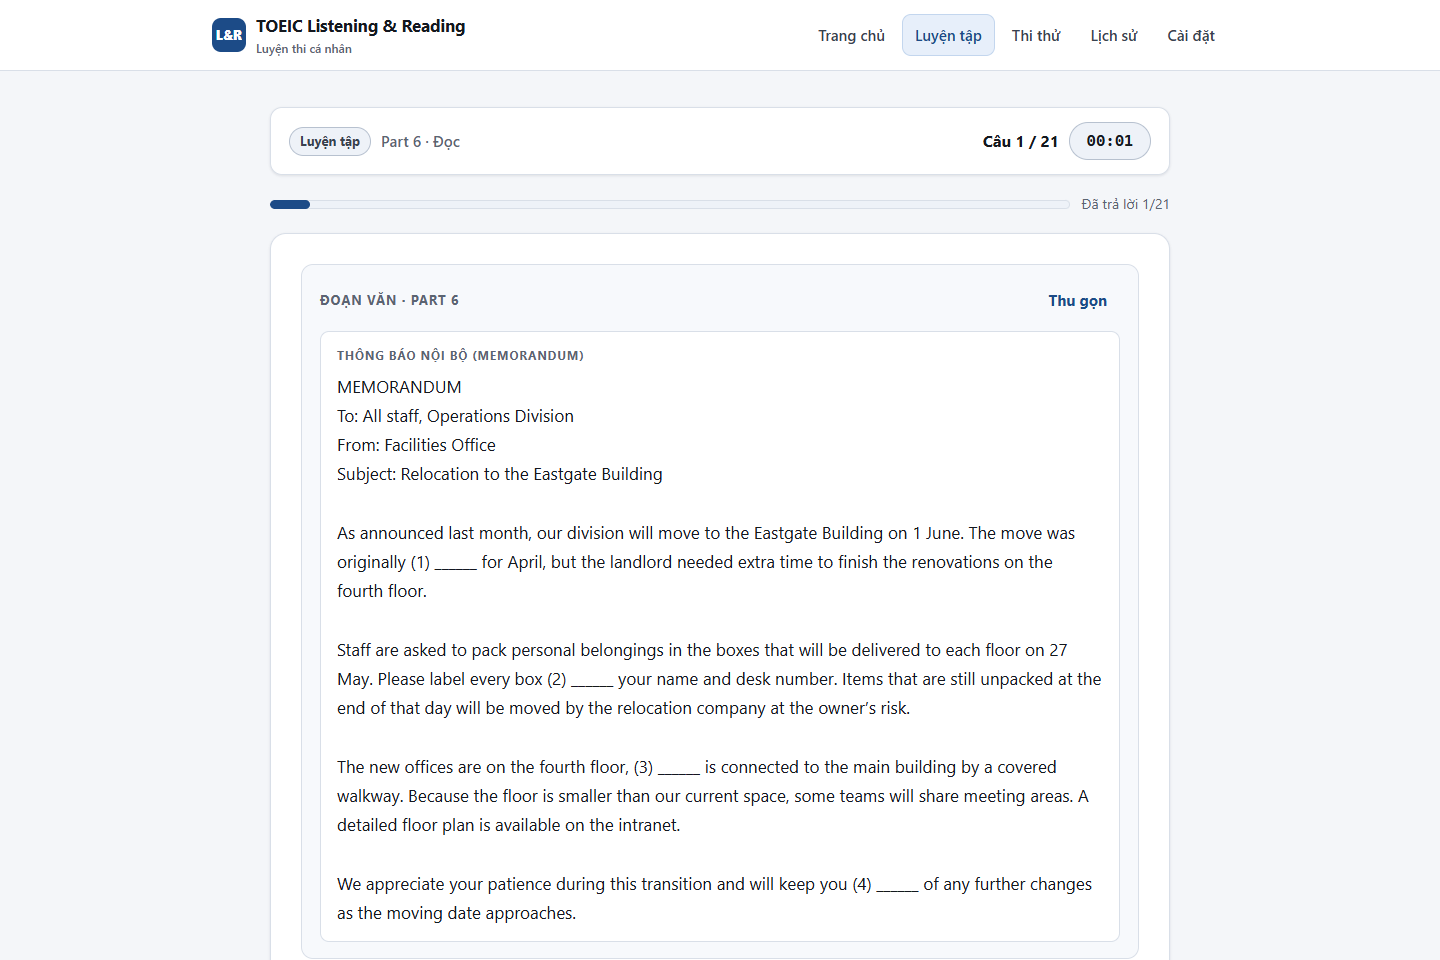 L&R
TOEIC Listening & Reading
Luyện thi cá nhân
Trang chủ
Luyện tập
Thi thử
Lịch sử
Cài đặt
Luyện tập
Part 6 · Đọc
Câu 1 / 21
00:01
Đã trả lời 1/21
ĐOẠN VĂN · PART 6
Thu gọn
THÔNG BÁO NỘI BỘ (MEMORANDUM)
MEMORANDUM
To: All staff, Operations Division
From: Facilities Office
Subject: Relocation to the Eastgate Building
As announced last month, our division will move to the Eastgate Building on 1 June. The move was
originally (1) ______ for April, but the landlord needed extra time to finish the renovations on the
fourth floor.
Staff are asked to pack personal belongings in the boxes that will be delivered to each floor on 27
May. Please label every box (2) ______ your name and desk number. Items that are still unpacked at the
end of that day will be moved by the relocation company at the owner’s risk.
The new offices are on the fourth floor, (3) ______ is connected to the main building by a covered
walkway. Because the floor is smaller than our current space, some teams will share meeting areas. A
detailed floor plan is available on the intranet.
We appreciate your patience during this transition and will keep you (4) ______ of any further changes
as the moving date approaches.